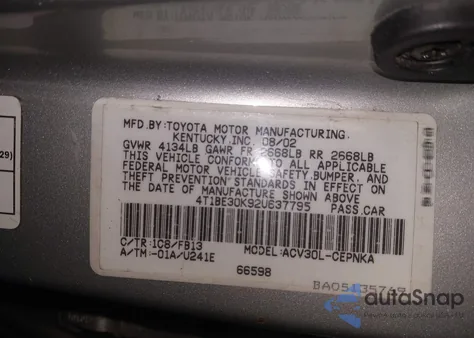 MFD.BY:TOYOTA MOTOR MANUFACTURING,
KENTUCKY,INC. 08/02
GVWR 4134LB GAWR FR 2668LB RR 2668LB
THIS VEHICLE CONFORMS TO ALL APPLICABLE
FEDERAL MOTOR VEHICLE SAFETY,BUMPER, AND
THEFT PREVENTION STANDARDS IN EFFECT ON
THE DATE OF MANUFACTURE SHOWN ABOVE
4T1BE30K92U637795 PASS.CAR
C/TR:1C8/FB13 MODEL:ACV30L-CEPNKA
A/TM:-01A/U241E
66598
29)
autoSnap